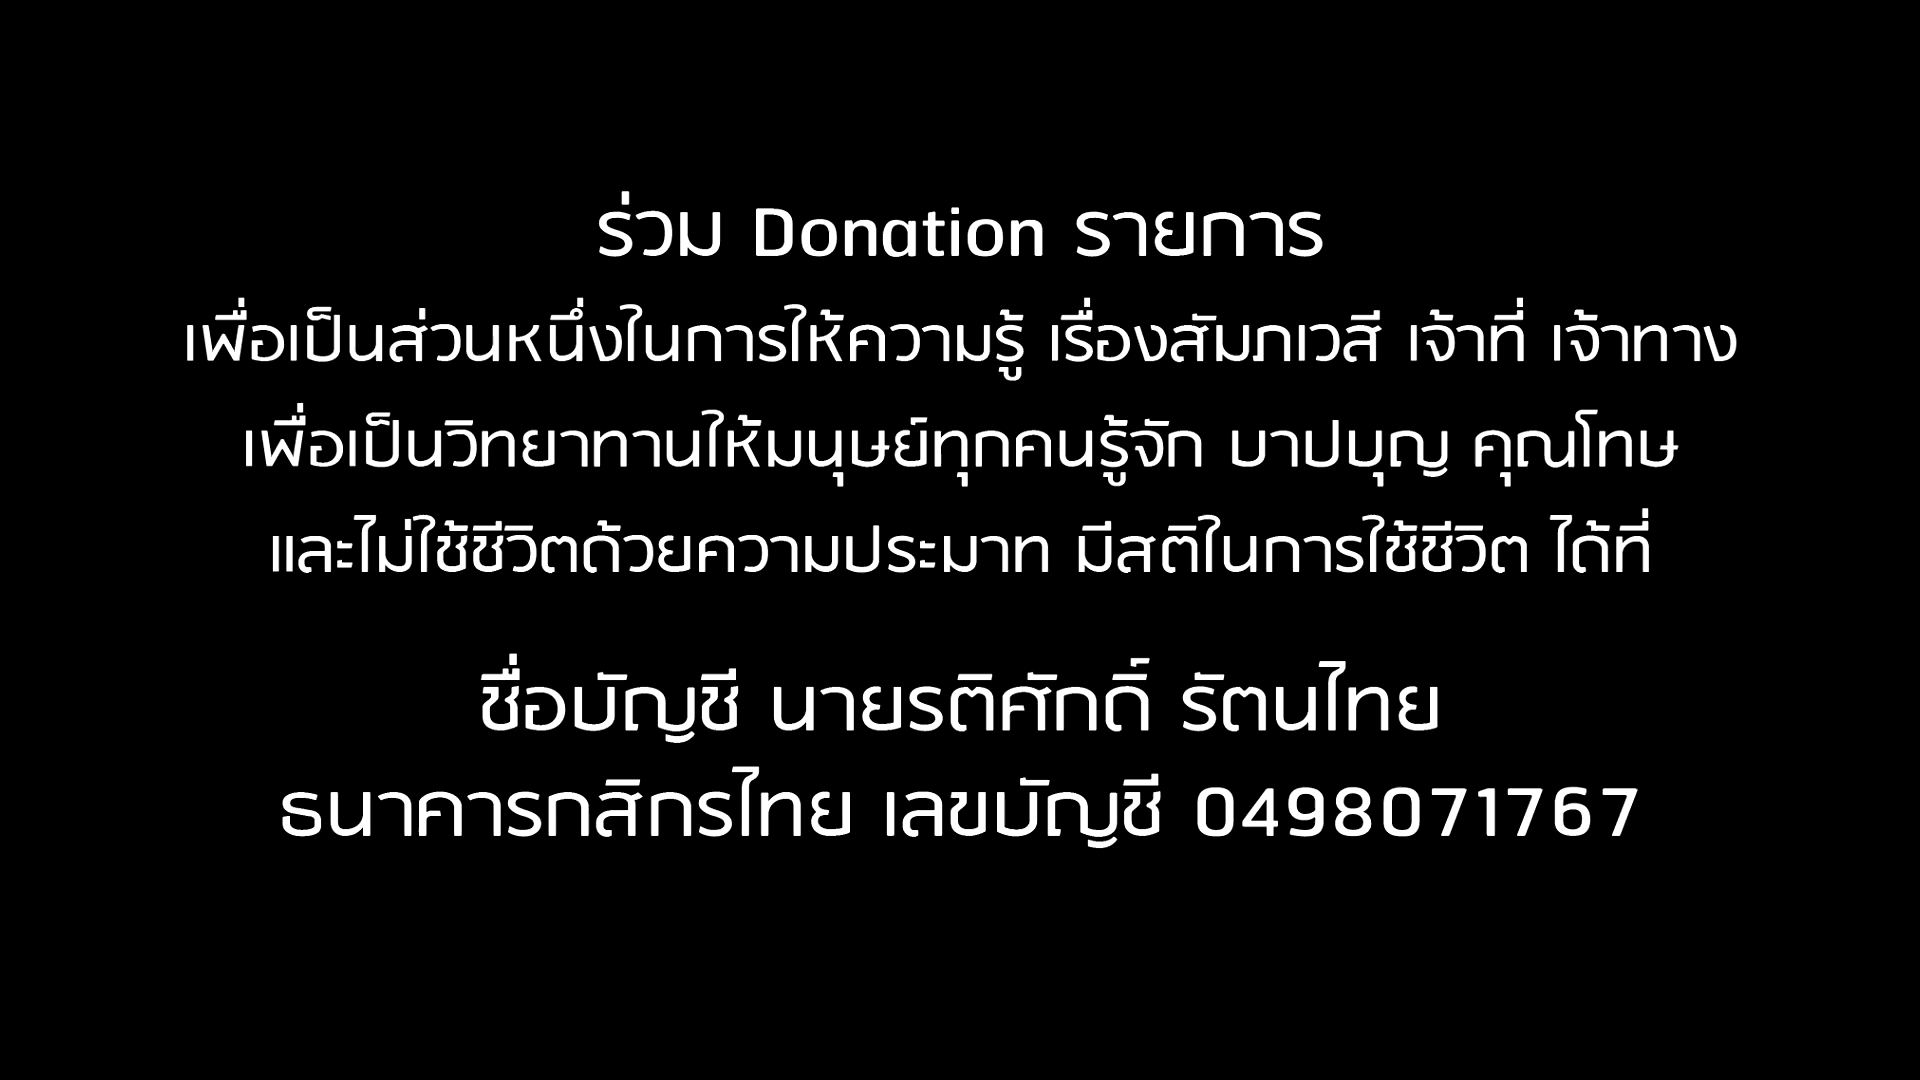 ร่วม Donation รายการ
เพื่อเป็นส่วนหนึ่งในการให้ความรู้ เรื่องสัมภเวสี เจ้าที่ เจ้าทาง
เพื่อเป็นวิทยาทานให้มนุษย์ทุกคนรู้จัก บาปบุญ คุณโทษ
และไม่ใช้ชีวิตด้วยความประมาท มีสติในการใช้ชีวิต ได้ที่
ชื่อบัญชี นายรติศักดิ์ รัตนไทย
ธนาคารกสิกรไทย เลขบัญชี 0498071767